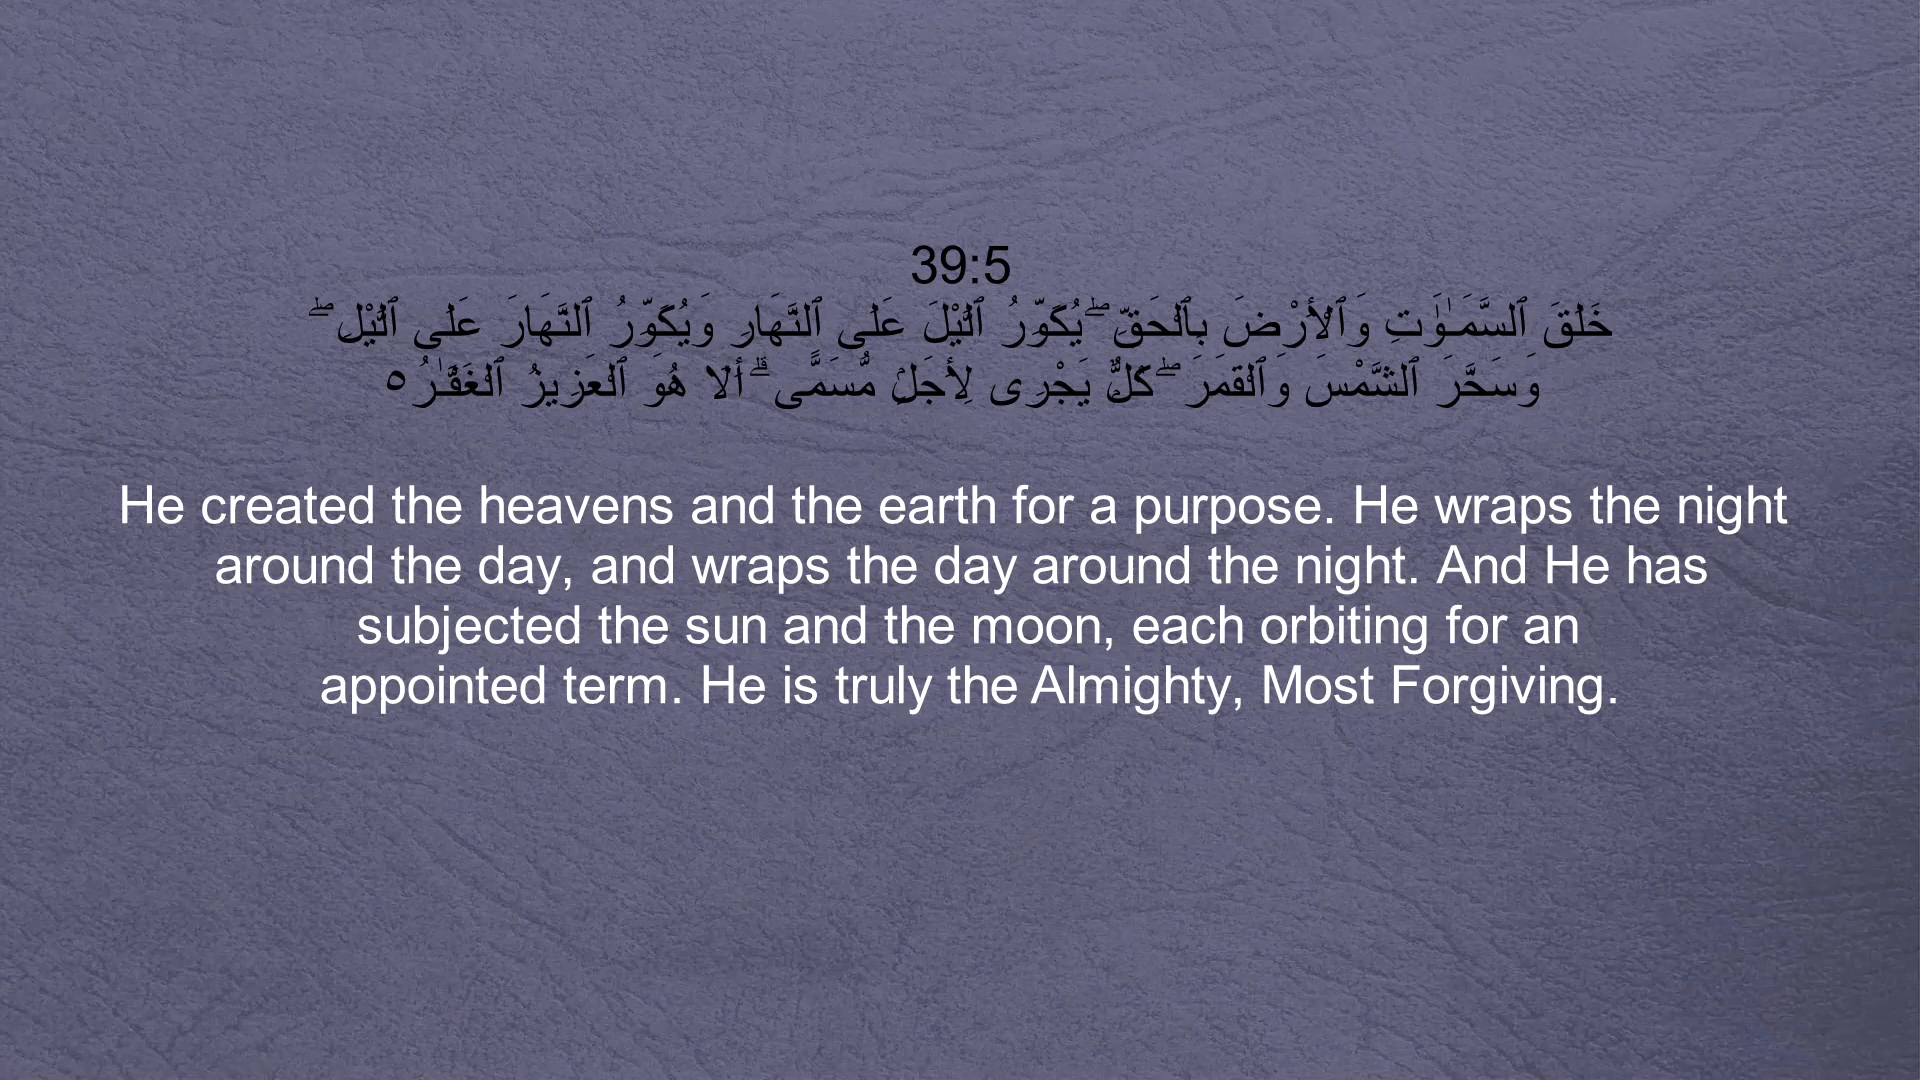 39:5
خَلَقَ ٱلسَّمَـٰوَٰتِ وَٱلْأَرْضَ بِٱلْحَقِّ ۖ يُكَوِّرُ ٱلَّيْلَ عَلَى ٱلنَّهَارِ وَيُكَوِّرُ ٱلنَّهَارَ عَلَى ٱلَّيْلِ ۖ
وَسَخَّرَ ٱلشَّمْسَ وَٱلْقَمَرَ ۖ كُلٌّۭ يَجْرِى لِأَجَلٍۢ مُّسَمًّى ۗ أَلَا هُوَ ٱلْعَزِيزُ ٱلْغَفَّـٰرُ ٥
He created the heavens and the earth for a purpose. He wraps the night
around the day, and wraps the day around the night. And He has
subjected the sun and the moon, each orbiting for an
appointed term. He is truly the Almighty, Most Forgiving.